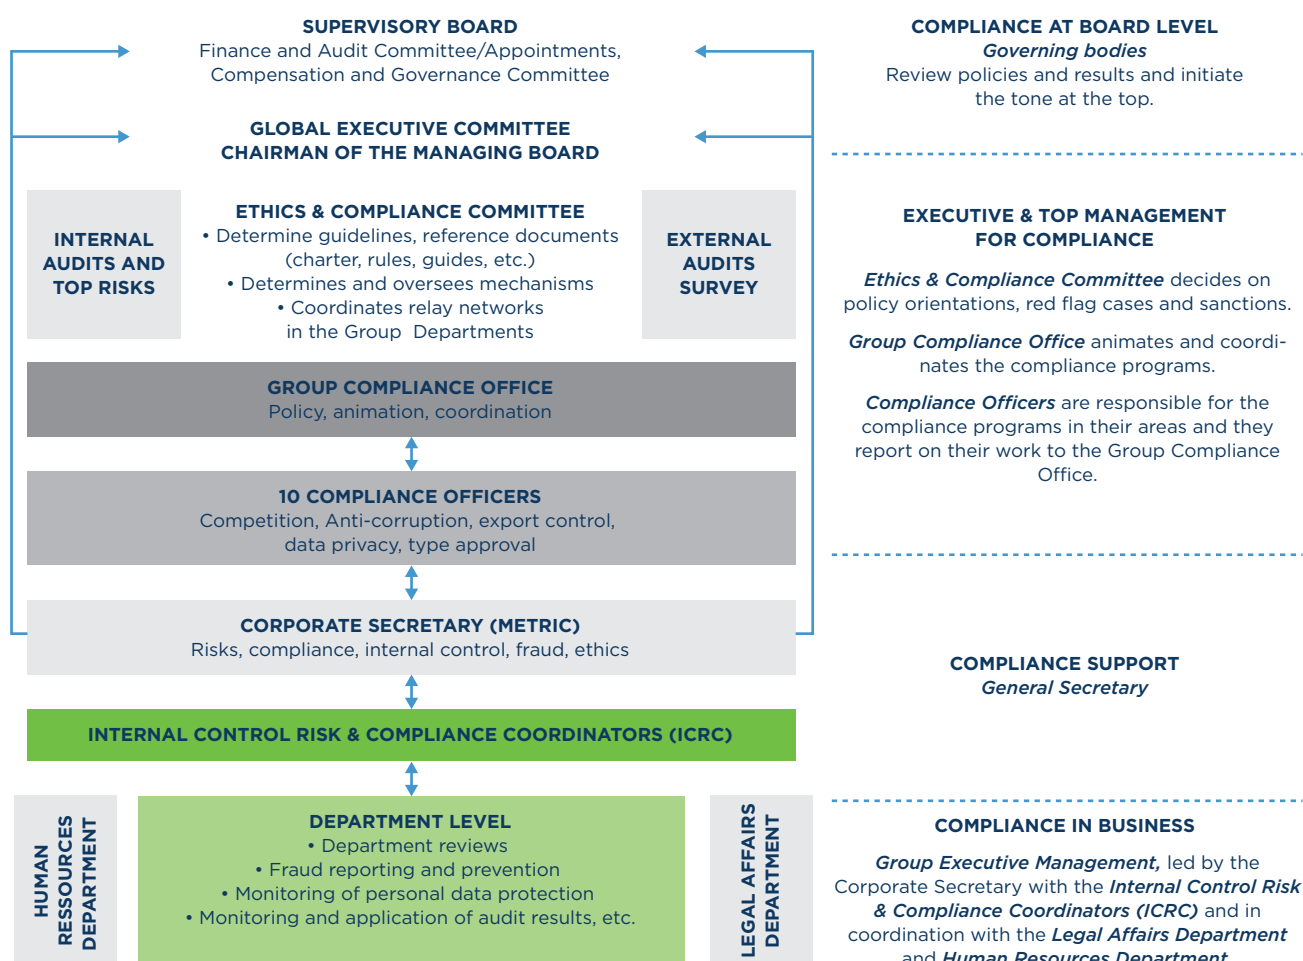 SUPERVISORY BOARD
Finance and Audit Committee/Appointments,
Compensation and Governance Committee
GLOBAL EXECUTIVE COMMITTEE
CHAIRMAN OF THE MANAGING BOARD
INTERNAL
AUDITS AND
TOP RISKS
ETHICS & COMPLIANCE COMMITTEE
• Determine guidelines, reference documents
(charter, rules, guides, etc.)
• Determines and oversees mechanisms
• Coordinates relay networks
in the Group Departments
EXTERNAL
AUDITS
SURVEY
GROUP COMPLIANCE OFFICE
Policy, animation, coordination
10 COMPLIANCE OFFICERS
Competition, Anti-corruption, export control,
data privacy, type approval
CORPORATE SECRETARY (METRIC)
Risks, compliance, internal control, fraud, ethics
INTERNAL CONTROL RISK & COMPLIANCE COORDINATORS (ICRC)
HUMAN
RESSOURCES
DEPARTMENT
DEPARTMENT LEVEL
• Department reviews
• Fraud reporting and prevention
• Monitoring of personal data protection
• Monitoring and application of audit results, etc.
LEGAL AFFAIRS
DEPARTMENT
COMPLIANCE AT BOARD LEVEL
Governing bodies
Review policies and results and initiate
the tone at the top.
EXECUTIVE & TOP MANAGEMENT
FOR COMPLIANCE
Ethics & Compliance Committee decides on
policy orientations, red flag cases and sanctions.
Group Compliance Office animates and coordi-
nates the compliance programs.
Compliance Officers are responsible for the
compliance programs in their areas and they
report on their work to the Group Compliance
Office.
COMPLIANCE SUPPORT
General Secretary
COMPLIANCE IN BUSINESS
Group Executive Management, led by the
Corporate Secretary with the Internal Control Risk
& Compliance Coordinators (ICRC) and in
coordination with the Legal Affairs Department
and Human Resources Department